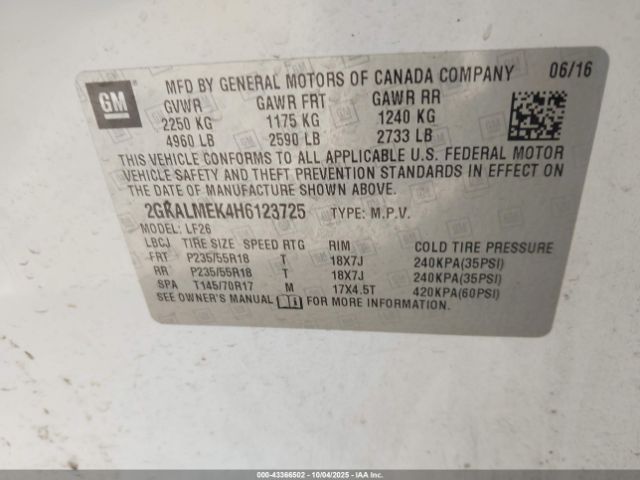 GM
MFD BY GENERAL MOTORS OF CANADA COMPANY 06/16
GVWR GAWR FRT GAWR RR
2250 KG 1175 KG 1240 KG
4960 LB 2590 LB 2733 LB
THIS VEHICLE CONFORMS TO ALL APPLICABLE U.S. FEDERAL MOTOR
VEHICLE SAFETY AND THEFT PREVENTION STANDARDS IN EFFECT ON
THE DATE OF MANUFACTURE SHOWN ABOVE.
2GKALMEK4H6123725 TYPE: M.P.V.
MODEL: LF26
LBCJ TIRE SIZE SPEED RTG RIM COLD TIRE PRESSURE
FRT P235/55R18 T 18X7J 240KPA(35PSI)
RR P235/55R18 T 18X7J 240KPA(35PSI)
SPA T145/70R17 M 17X4.5T 420KPA(60PSI)
SEE OWNER'S MANUAL FOR MORE INFORMATION.
000-43366502 - 10/04/2025 - IAAI.COM